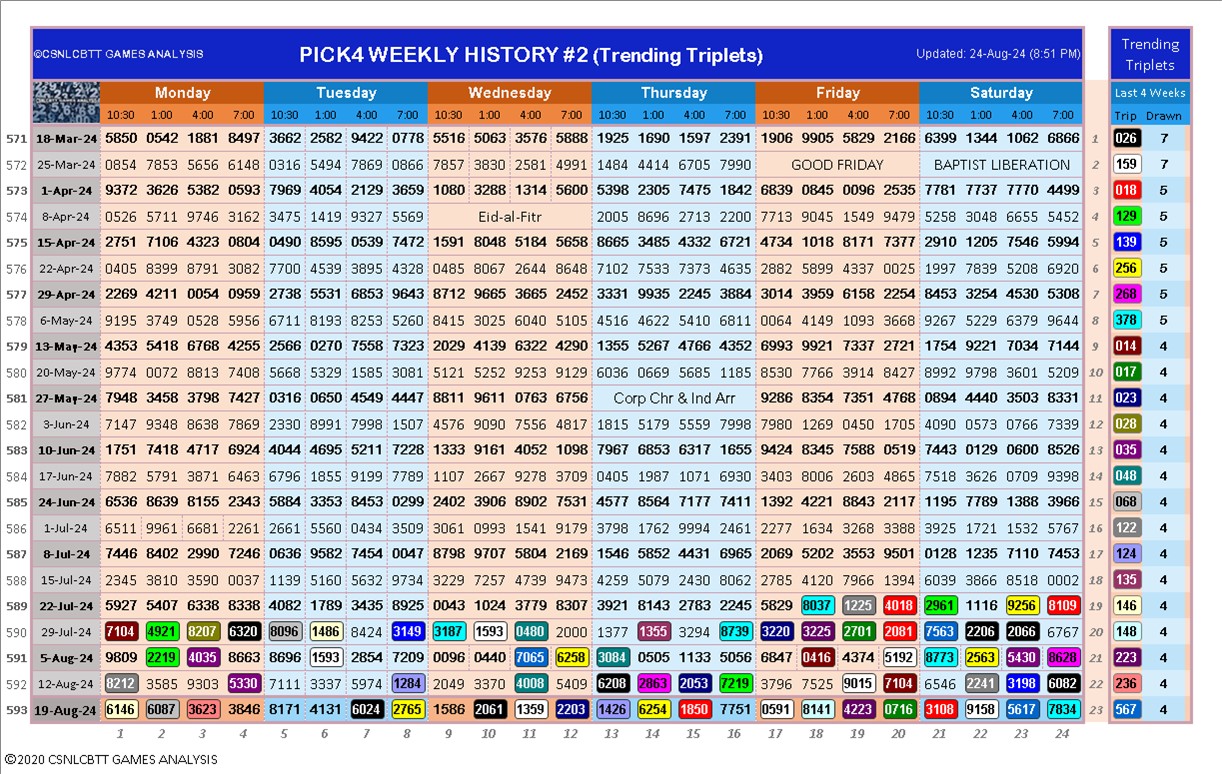 ©CSNLCBTT GAMES ANALYSIS PICK4 WEEKLY HISTORY #2 (Trending Triplets) Updated: 24-Aug-24 (8:51 PM)
Trending
Triplets
Monday Tuesday Wednesday Thursday Friday Saturday Last 4 Weeks
10:30 1:00 4:00 7:00 10:30 1:00 4:00 7:00 10:30 1:00 4:00 7:00 10:30 1:00 4:00 7:00 10:30 1:00 4:00 7:00 10:30 1:00 4:00 7:00 Trip Drawn
571 18-Mar-24 5850 0542 1881 8497 3662 2582 9422 0778 5516 5063 3576 5888 1925 1690 1597 2391 1906 9905 5829 2166 6399 1344 1062 6866 1 026 7
572 25-Mar-24 0854 7853 5656 6148 0316 5494 7869 0866 7857 3830 2581 4991 1484 4414 6705 7990 GOOD FRIDAY BAPTIST LIBERATION 2 159 7
573 1-Apr-24 9372 3626 5382 0593 7969 4054 2129 3659 1080 3288 1314 5600 5398 2305 7475 1842 6839 0845 0096 2535 7781 7737 7770 4499 3 018 5
574 8-Apr-24 0526 5711 9746 3162 3475 1419 9327 5569 Eid-al-Fitr 2005 8696 2713 2200 7713 9045 1549 9479 5258 3048 6655 5452 4 129 5
575 15-Apr-24 2751 7106 4323 0804 0490 8595 0539 7472 1591 8048 5184 5658 8665 3485 4332 6721 4734 1018 8171 7377 2910 1205 7546 5994 5 139 5
576 22-Apr-24 0405 8399 8791 3082 7700 4539 3895 4328 0485 8067 2644 8648 7102 7533 7373 4635 2882 5899 4337 0025 1997 7839 5208 6920 6 256 5
577 29-Apr-24 2269 4211 0054 0959 2738 5531 6853 9643 8712 9665 3665 2452 3331 9935 2245 3884 3014 3959 6158 2254 8453 3254 4530 5308 7 268 5
578 6-May-24 9195 3749 0528 5956 6711 8193 8253 5260 8415 3025 6040 5105 4516 4622 5410 6811 0064 4149 1093 3668 9267 5229 6379 9644 8 378 5
579 13-May-24 4353 5418 6768 4255 2566 0270 7558 7322 2029 4139 6322 4290 1355 5267 4766 4352 6993 9921 7337 2721 1754 9221 7034 7144 9 014 4
580 20-May-24 9774 0072 8813 7408 5668 5329 1585 3081 5121 5252 9253 9129 6036 0669 5685 1185 8530 7766 3914 8427 8992 9798 3601 5209 10 017 4
581 27-May-24 7948 3458 3798 7427 0316 0650 4549 4447 8811 9611 0763 6756 Corp Chr & Ind Arr 9286 8354 7351 4768 0894 4440 3503 8331 11 023 4
582 3-Jun-24 7147 9348 8638 7869 2330 8991 7998 1507 4576 9090 7556 4817 1815 5179 5559 7998 7980 1269 0450 1705 4090 0573 0766 7339 12 028 4
583 10-Jun-24 1751 7418 4717 6924 4044 4695 5211 7228 1333 9161 4052 1098 7967 6853 6317 1655 9424 8345 7588 0519 7443 0129 0600 8526 13 035 4
584 17-Jun-24 7882 5791 3871 6463 6796 1855 9199 7789 1107 2667 9278 3709 0405 1987 1071 6930 3403 8006 2603 4865 7518 3626 0709 9398 14 048 4
585 24-Jun-24 6536 8639 8155 2343 5884 3353 8453 0299 2402 3906 8902 7531 4577 8564 7177 7411 1392 4221 8843 2117 1195 7789 1388 3966 15 068 4
586 1-Jul-24 6511 9961 6681 2261 2661 5560 0434 3509 3061 0993 1541 9179 3798 1762 9994 2461 2277 1634 3268 3388 3925 1721 1532 5767 16 122 4
587 8-Jul-24 7446 8402 2990 7246 0636 9582 7454 0047 8798 9707 5804 2169 1546 5852 4431 6965 2069 5202 3553 9501 0128 1235 7110 7453 17 124 4
588 15-Jul-24 2345 3810 3590 0037 1139 5160 5632 9734 3229 7257 4739 9473 4259 5079 2430 8062 2785 4120 7966 1394 6039 3866 8518 0002 18 135 4
589 22-Jul-24 5927 5407 6338 8338 4082 1789 3435 8925 0043 1024 3779 8307 3921 8143 2783 2245 5829 8037 1225 4018 2961 1116 9256 8109 19 146 4
590 29-Jul-24 7104 4921 8207 6320 8096 1486 8424 3149 3187 1593 0480 2000 1377 1355 3294 8739 3220 3225 2701 2081 7563 2206 2066 6767 20 148 4
591 5-Aug-24 9809 2219 4035 8663 8696 1593 2854 7209 0096 0440 7065 6258 3084 0505 1133 5056 6847 0416 4374 5192 8773 2563 5430 8628 21 223 4
592 12-Aug-24 8212 3585 9303 5330 7111 3337 5974 1284 2049 3370 4008 5409 6208 2863 2053 7219 3796 7525 9015 7104 6546 2241 3198 6082 22 236 4
593 19-Aug-24 6146 6087 3623 3846 8171 4131 6024 2765 1586 2061 1359 2203 1426 6254 1850 7751 0591 8141 4223 0716 3108 9158 5617 7834 23 567 4
1 2 3 4 5 6 7 8 9 10 11 12 13 14 15 16 17 18 19 20 21 22 23 24
©2020 CSNLCBTT GAMES ANALYSIS